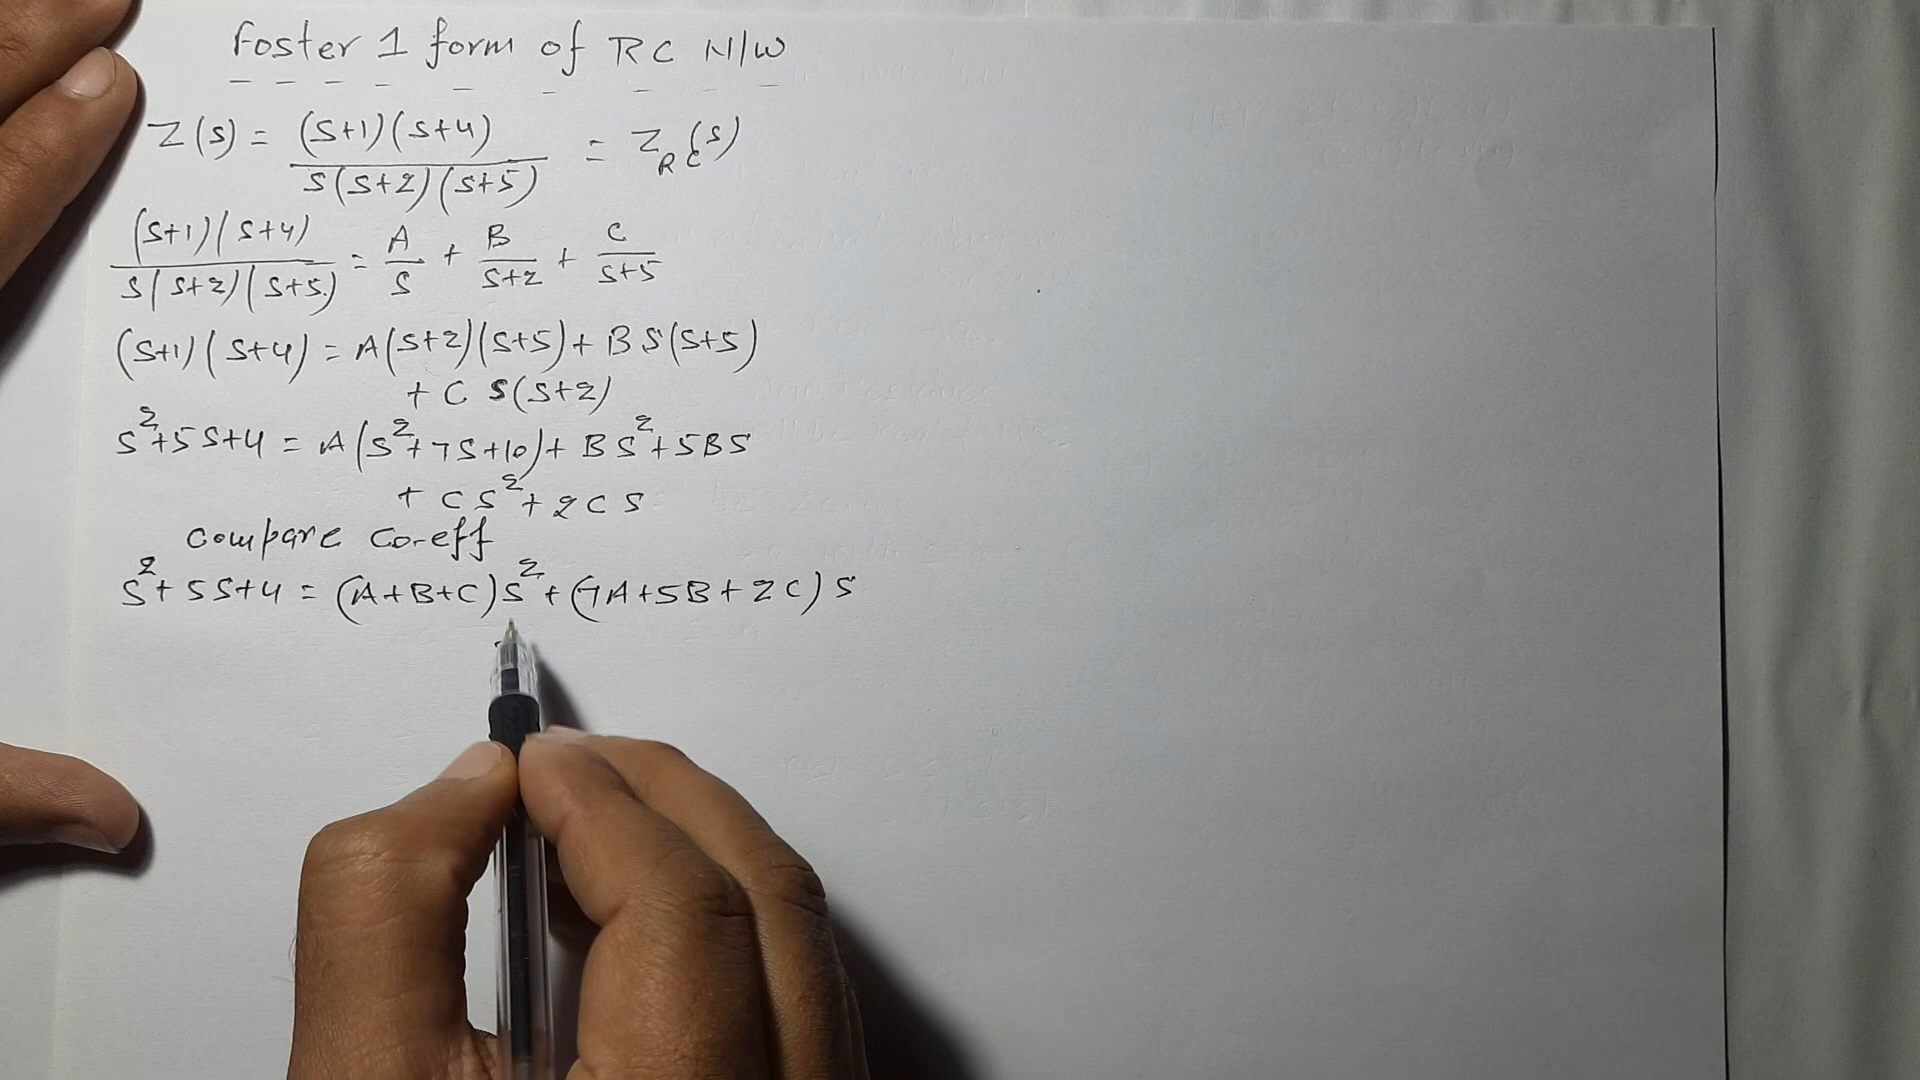 Foster 1 form of RC N/W
Z(s) = (S+1)(S+4) / S(S+2)(S+5) = Z_RC(s)
(S+1)(S+4) / S(S+2)(S+5) = A/S + B/S+2 + C/S+5
(S+1)(S+4) = A(S+2)(S+5) + BS(S+5)
+ C S(S+2)
S²+5S+4 = A(S²+7S+10) + BS²+5BS
+ CS²+2CS
Compare Co-eff
S²+5S+4 = (A+B+C)S² + (7A+5B+2C)S